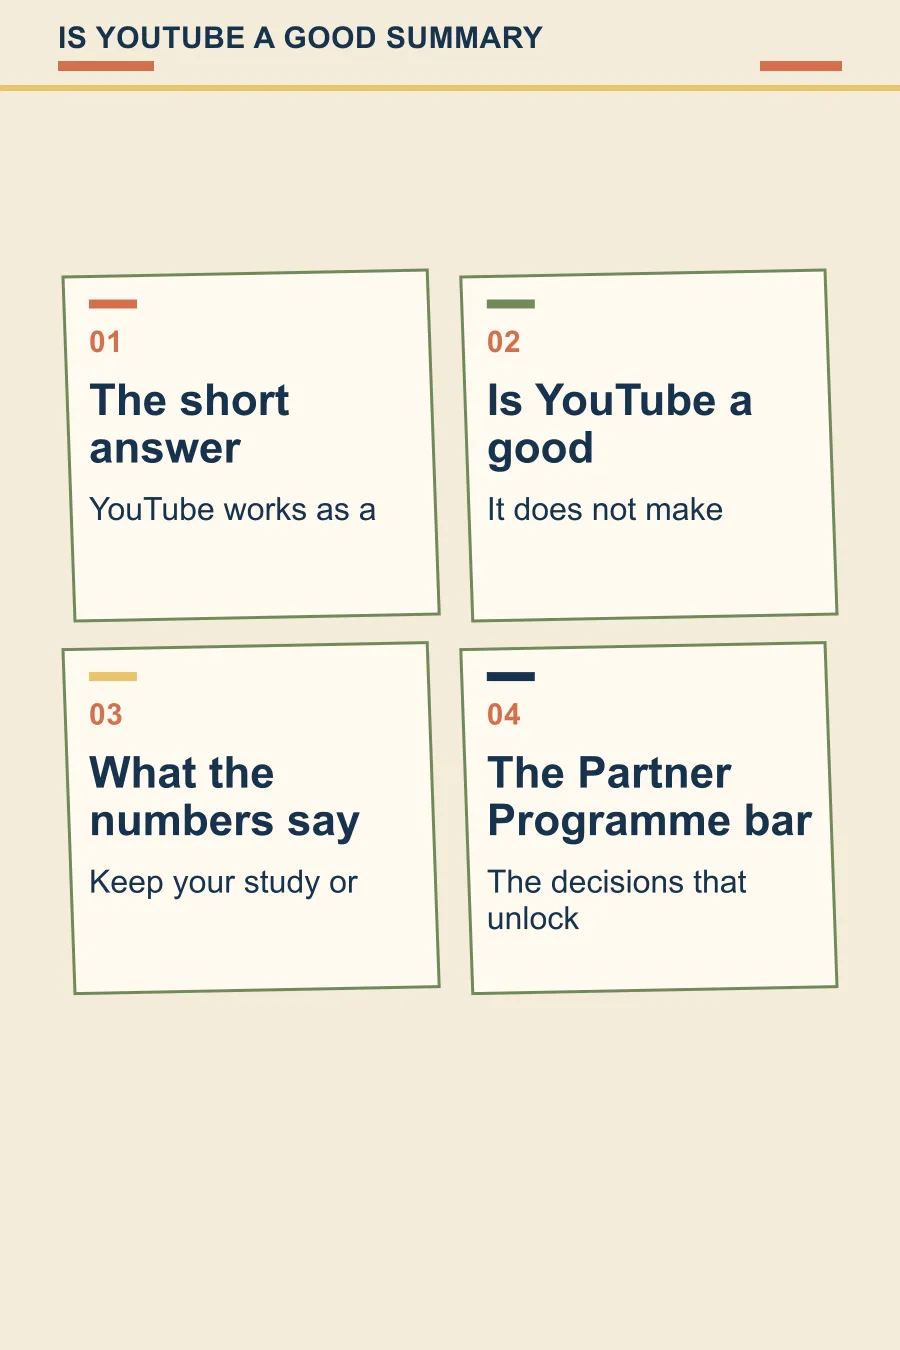 IS YOUTUBE A GOOD SUMMARY
01
The short
answer
YouTube works as a
02
Is YouTube a
good
It does not make
03
What the
numbers say
Keep your study or
04
The Partner
Programme bar
The decisions that
unlock